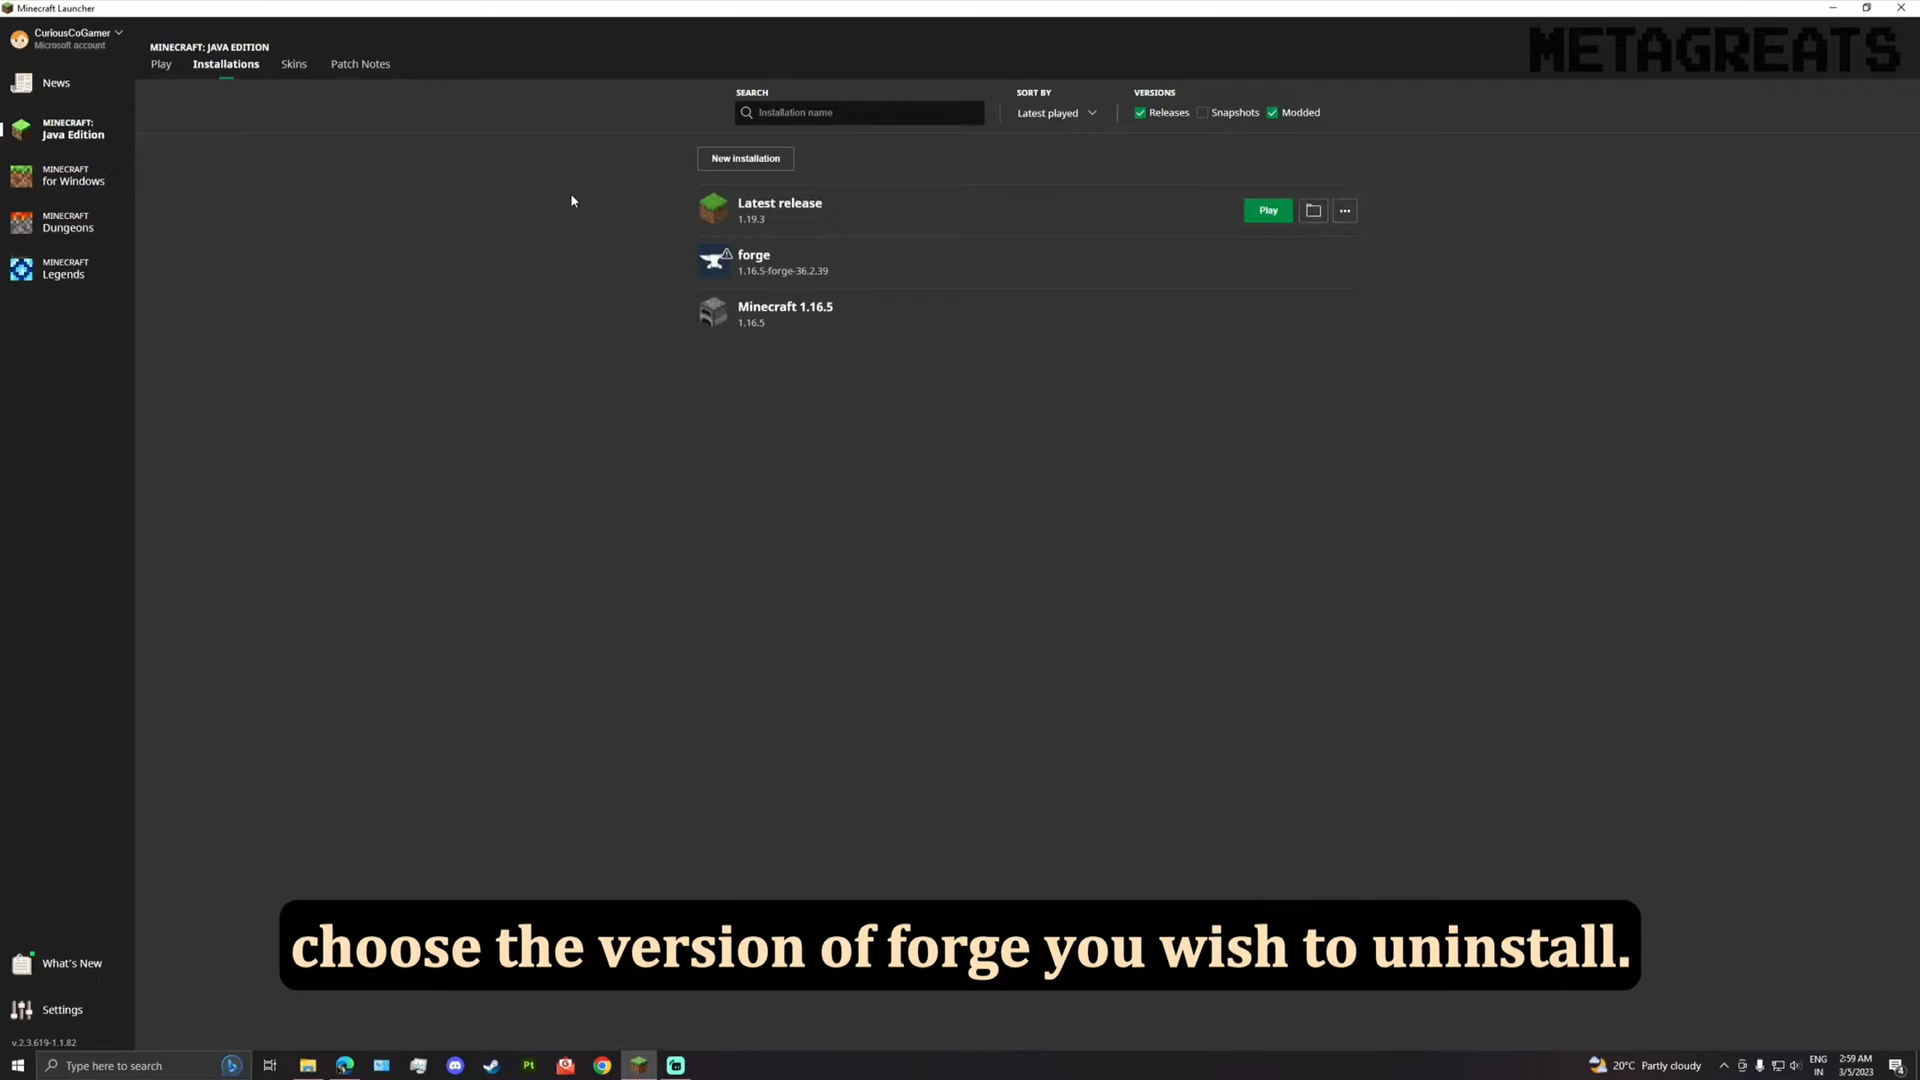 Minecraft Launcher
CuriousCoGamer
Microsoft account
METAGREATS
MINECRAFT: JAVA EDITION
Play
Installations
Skins
Patch Notes
News
MINECRAFT:
Java Edition
MINECRAFT
for Windows
MINECRAFT
Dungeons
MINECRAFT
Legends
SEARCH
Installation name
SORT BY
Latest played
VERSIONS
Releases
Snapshots
Modded
New installation
Latest release
1.19.3
Play
forge
1.16.5-forge-36.2.39
Minecraft 1.16.5
1.16.5
choose the version of forge you wish to uninstall.
What's New
Settings
v.2.3.619-1.1.82
Type here to search
Pt
20°C Partly cloudy
ENG
IN
2:59 AM
3/5/2023
4